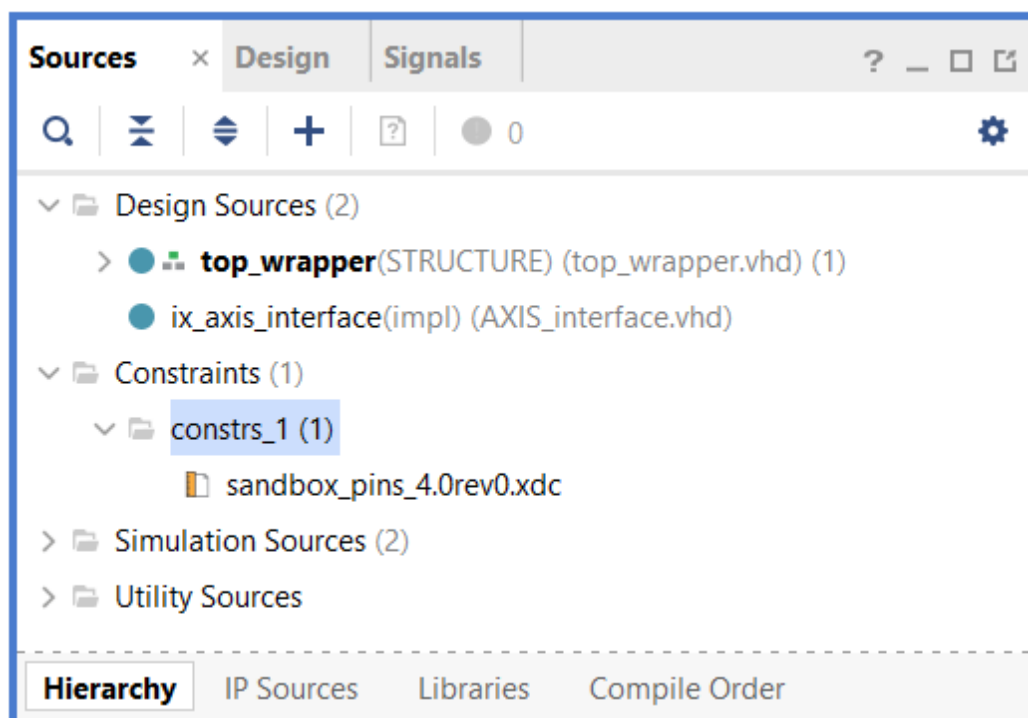 Sources × Design Signals ? _
? 0
Design Sources (2)
top_wrapper(STRUCTURE) (top_wrapper.vhd) (1)
ix_axis_interface(impl) (AXIS_interface.vhd)
Constraints (1)
constrs_1 (1)
sandbox_pins_4.0rev0.xdc
Simulation Sources (2)
Utility Sources
Hierarchy IP Sources Libraries Compile Order